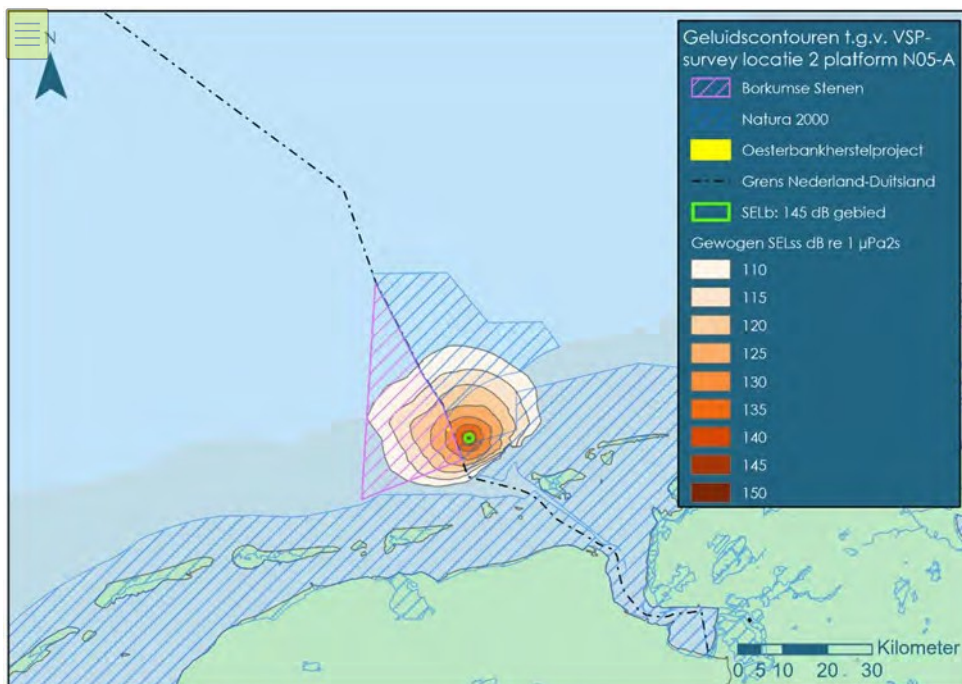 N
Geluidscontouren t.g.v. VSP-
survey locatie 2 platform N05-A
Borkumse Stenen
Natura 2000
Oesterbankherstelproject
Grens Nederland-Duitsland
SELb: 145 dB gebied
Gewogen SELss dB re 1 µPa2s
110
115
120
125
130
135
140
145
150
Kilometer
0 5 10 20 30